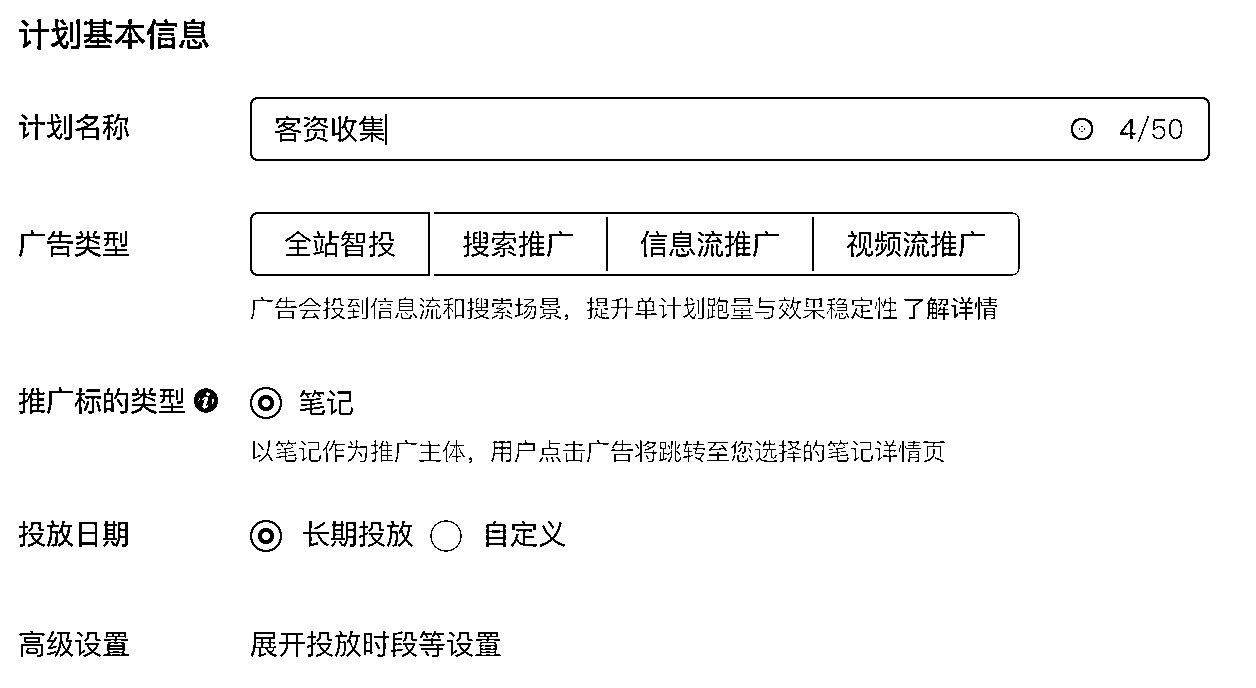 计划基本信息
计划名称 客资收集 4/50
广告类型 全站智投 搜索推广 信息流推广 视频流推广
广告会投到信息流和搜索场景，提升单计划跑量与效果稳定性 了解详情
推广标的类型 笔记
以笔记作为推广主体，用户点击广告将跳转至您选择的笔记详情页
投放日期 长期投放 自定义
高级设置 展开投放时段等设置